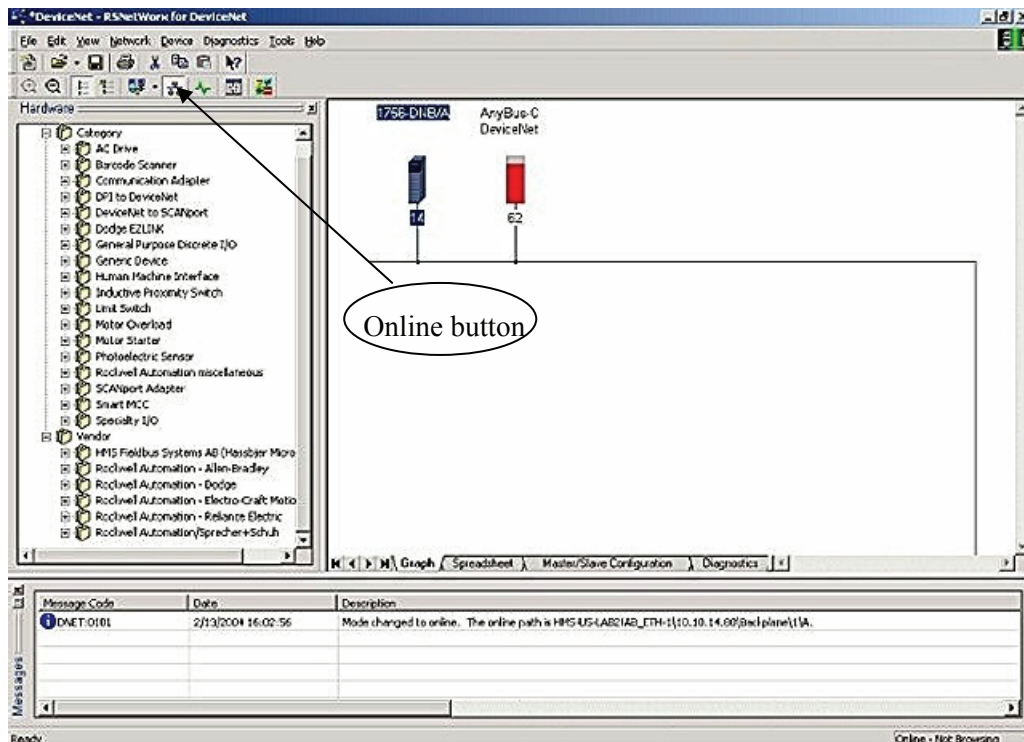 *DeviceNet - RSNetWorx for DeviceNet
File Edit View Network Device Diagnostics Tools Help
Hardware
Category
AC Drive
Barcode Scanner
Communication Adapter
DPI to DeviceNet
DeviceNet to SCANport
Dodge EZLINK
General Purpose Discrete I/O
Generic Device
Human Machine Interface
Inductive Proximity Switch
Limit Switch
Motor Overload
Motor Starter
Photoelectric Sensor
Rockwell Automation miscellaneous
SCANport Adapter
Smart MCC
Specialty I/O
Vendor
HMS Fieldbus Systems AB (Hassbjer Micro
Rockwell Automation - Allen-Bradley
Rockwell Automation - Dodge
Rockwell Automation - Electro-Craft Motio
Rockwell Automation - Reliance Electric
Rockwell Automation/Sprecher+Schuh
1756-DNB/A
AnyBus-C
DeviceNet
14
62
Online button
Graph Spreadsheet Master/Slave Configuration Diagnostics
Messages
Message Code Date Description
DNET:0101 2/13/2004 16:02:56 Mode changed to online. The online path is HMS-US-LAB2!AB_ETH-1\10.10.14.80\Backplane\1\A.
Ready
Online - Not Browsing